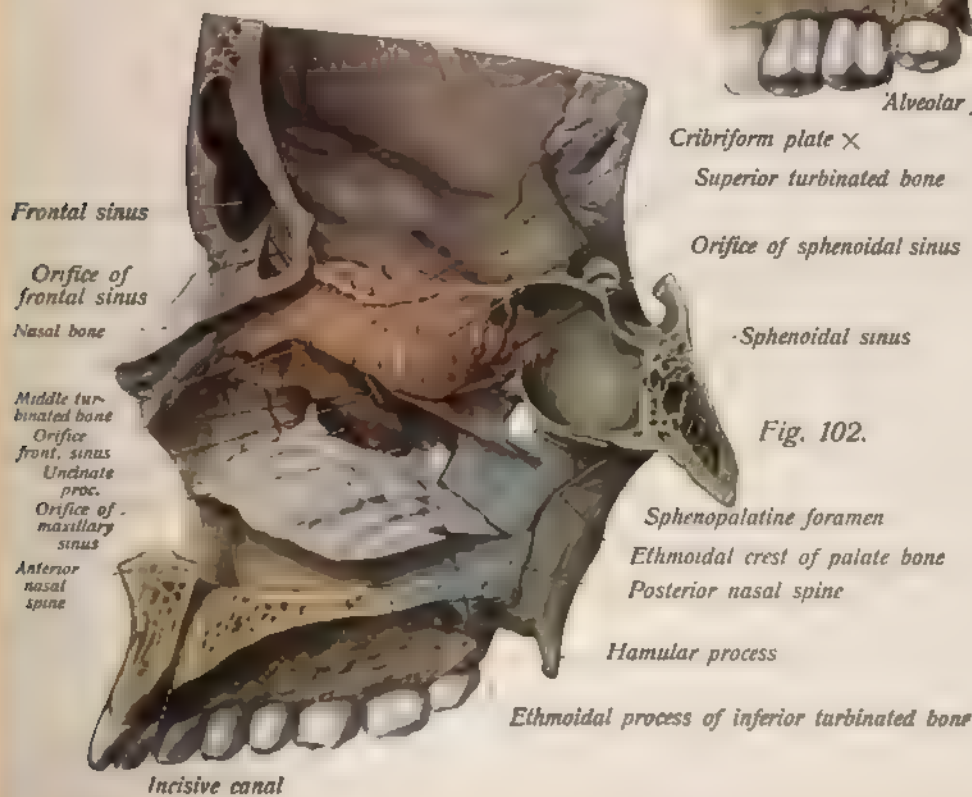 Alveolar
Cribriform plate ×
Superior turbinated bone
Orifice of sphenoidal sinus
Sphenoidal sinus
Fig. 102.
Sphenopalatine foramen
Ethmoidal crest of palate bone
Posterior nasal spine
Hamular process
Ethmoidal process of inferior turbinated bone
Frontal sinus
Orifice of
frontal sinus
Nasal bone
Middle tur-
binated bone
Orifice
front. sinus
Uncinate
proc.
Orifice of
maxillary
sinus
Anterior
nasal
spine
Incisive canal